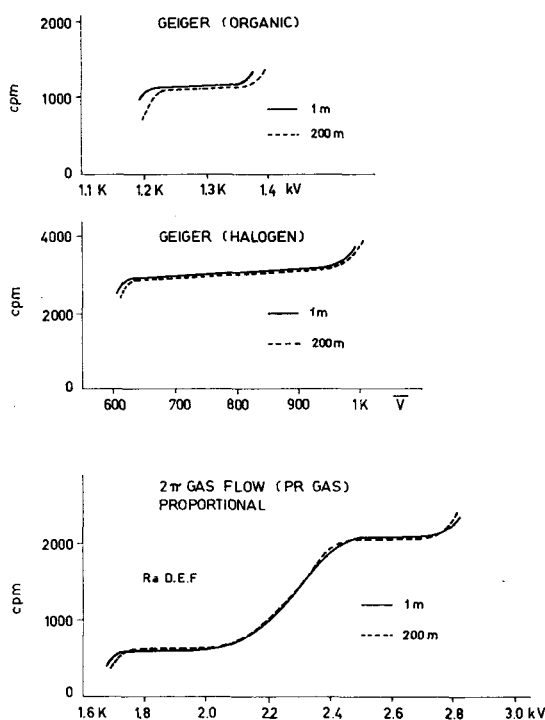 GEIGER (ORGANIC)
2000
1000
0
cpm
1 m
200 m
1.1 K 1.2 K 1.3 K 1.4 kV
GEIGER (HALOGEN)
4000
2000
0
cpm
1m
200 m
600 700 800 900 1 K V
2π GAS FLOW (PR GAS)
PROPORTIONAL
2000
1000
0
cpm
Ra D.E.F
1m
200m
1.6 K 1.8 2.0 2.2 2.4 2.6 2.8 3.0 kV